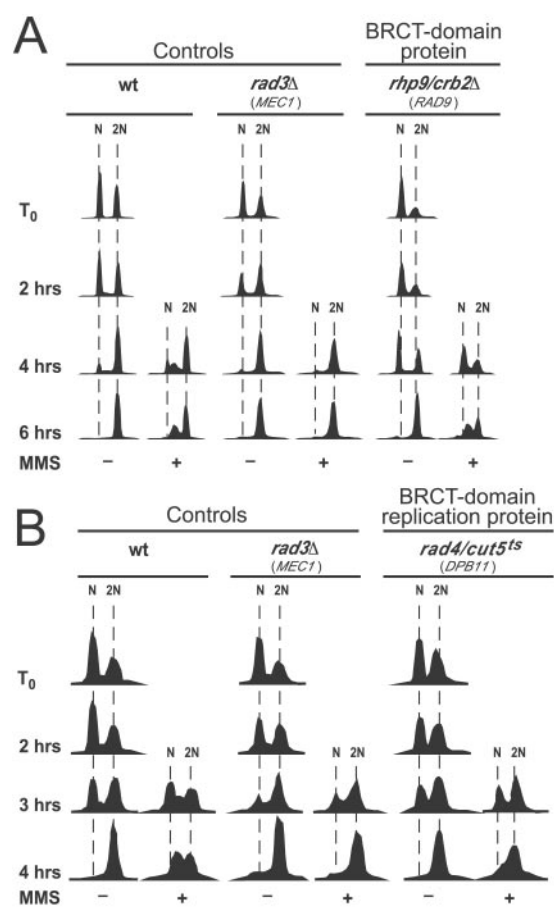 A
Controls
BRCT-domain
protein
wt
rad3Δ
(MEC1)
rhp9/crb2Δ
(RAD9)
N 2N N 2N N 2N
T0
2 hrs
N 2N N 2N N 2N
4 hrs
6 hrs
MMS – + – + – +
B
Controls
BRCT-domain
replication protein
wt
rad3Δ
(MEC1)
rad4/cut5ts
(DPB11)
N 2N N 2N N 2N
T0
2 hrs
N 2N N 2N N 2N
3 hrs
4 hrs
MMS – + – + – +